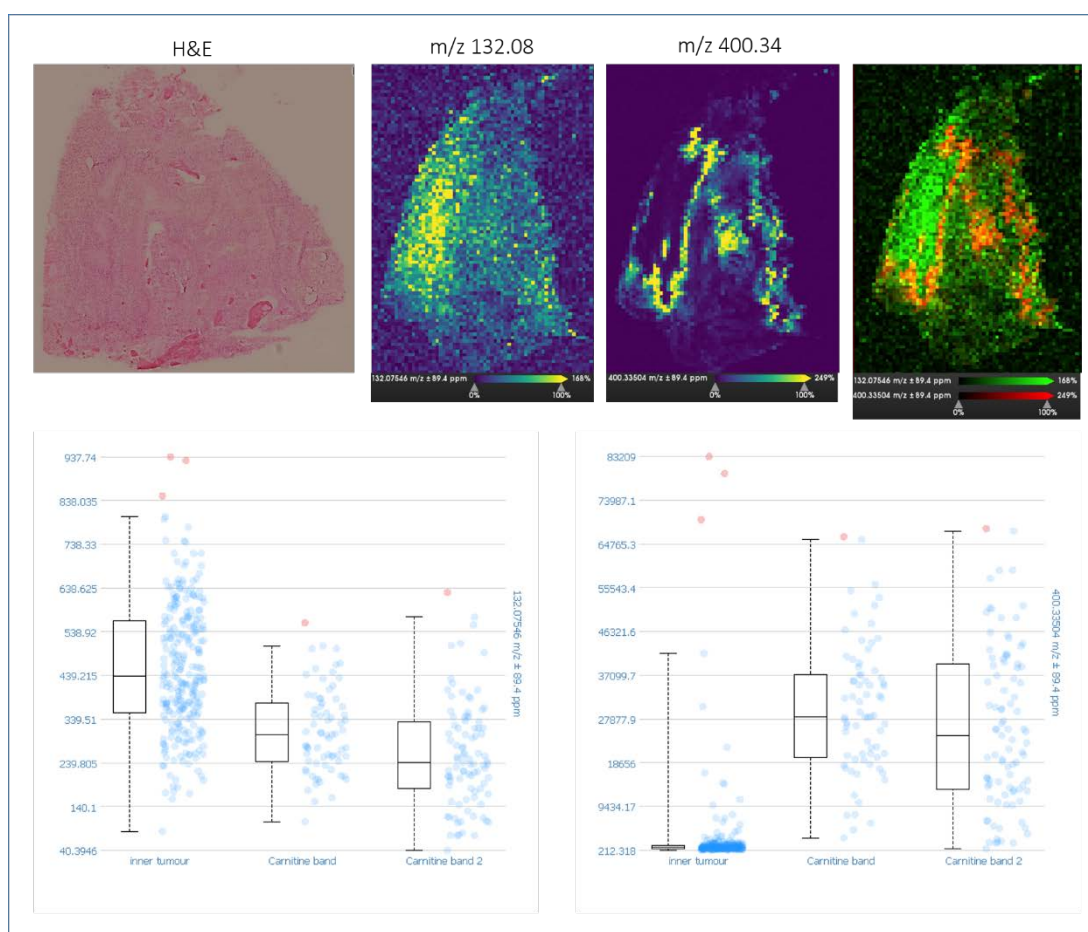 H&E
m/z 132.08
m/z 400.34
132.07546 m/z ± 89.4 ppm 168%
0% 100%
400.33504 m/z ± 89.4 ppm 249%
0% 100%
132.07546 m/z ± 89.4 ppm 168%
400.33504 m/z ± 89.4 ppm 249%
0% 100%
937.74
838.035
738.33
638.625
538.92
439.215
339.51
239.805
140.1
40.3946
inner tumour Carnitine band Carnitine band 2
132.07546 m/z ± 89.4 ppm
83209
73987.1
64765.3
55543.4
46321.6
37099.7
27877.9
18656
9434.17
212.318
inner tumour Carnitine band Carnitine band 2
400.33504 m/z ± 89.4 ppm